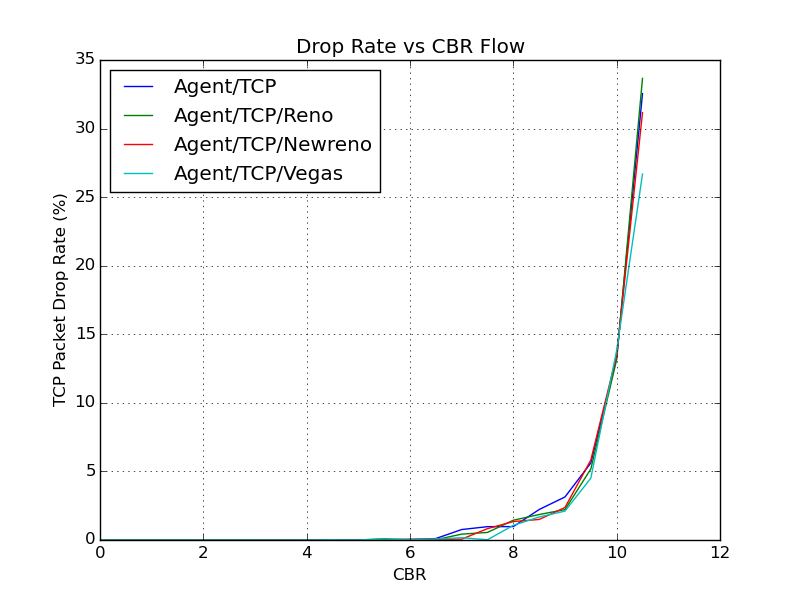 Drop Rate vs CBR Flow
35
30
25
20
15
10
5
0
TCP Packet Drop Rate (%)
Agent/TCP
Agent/TCP/Reno
Agent/TCP/Newreno
Agent/TCP/Vegas
0 2 4 6 8 10 12
CBR